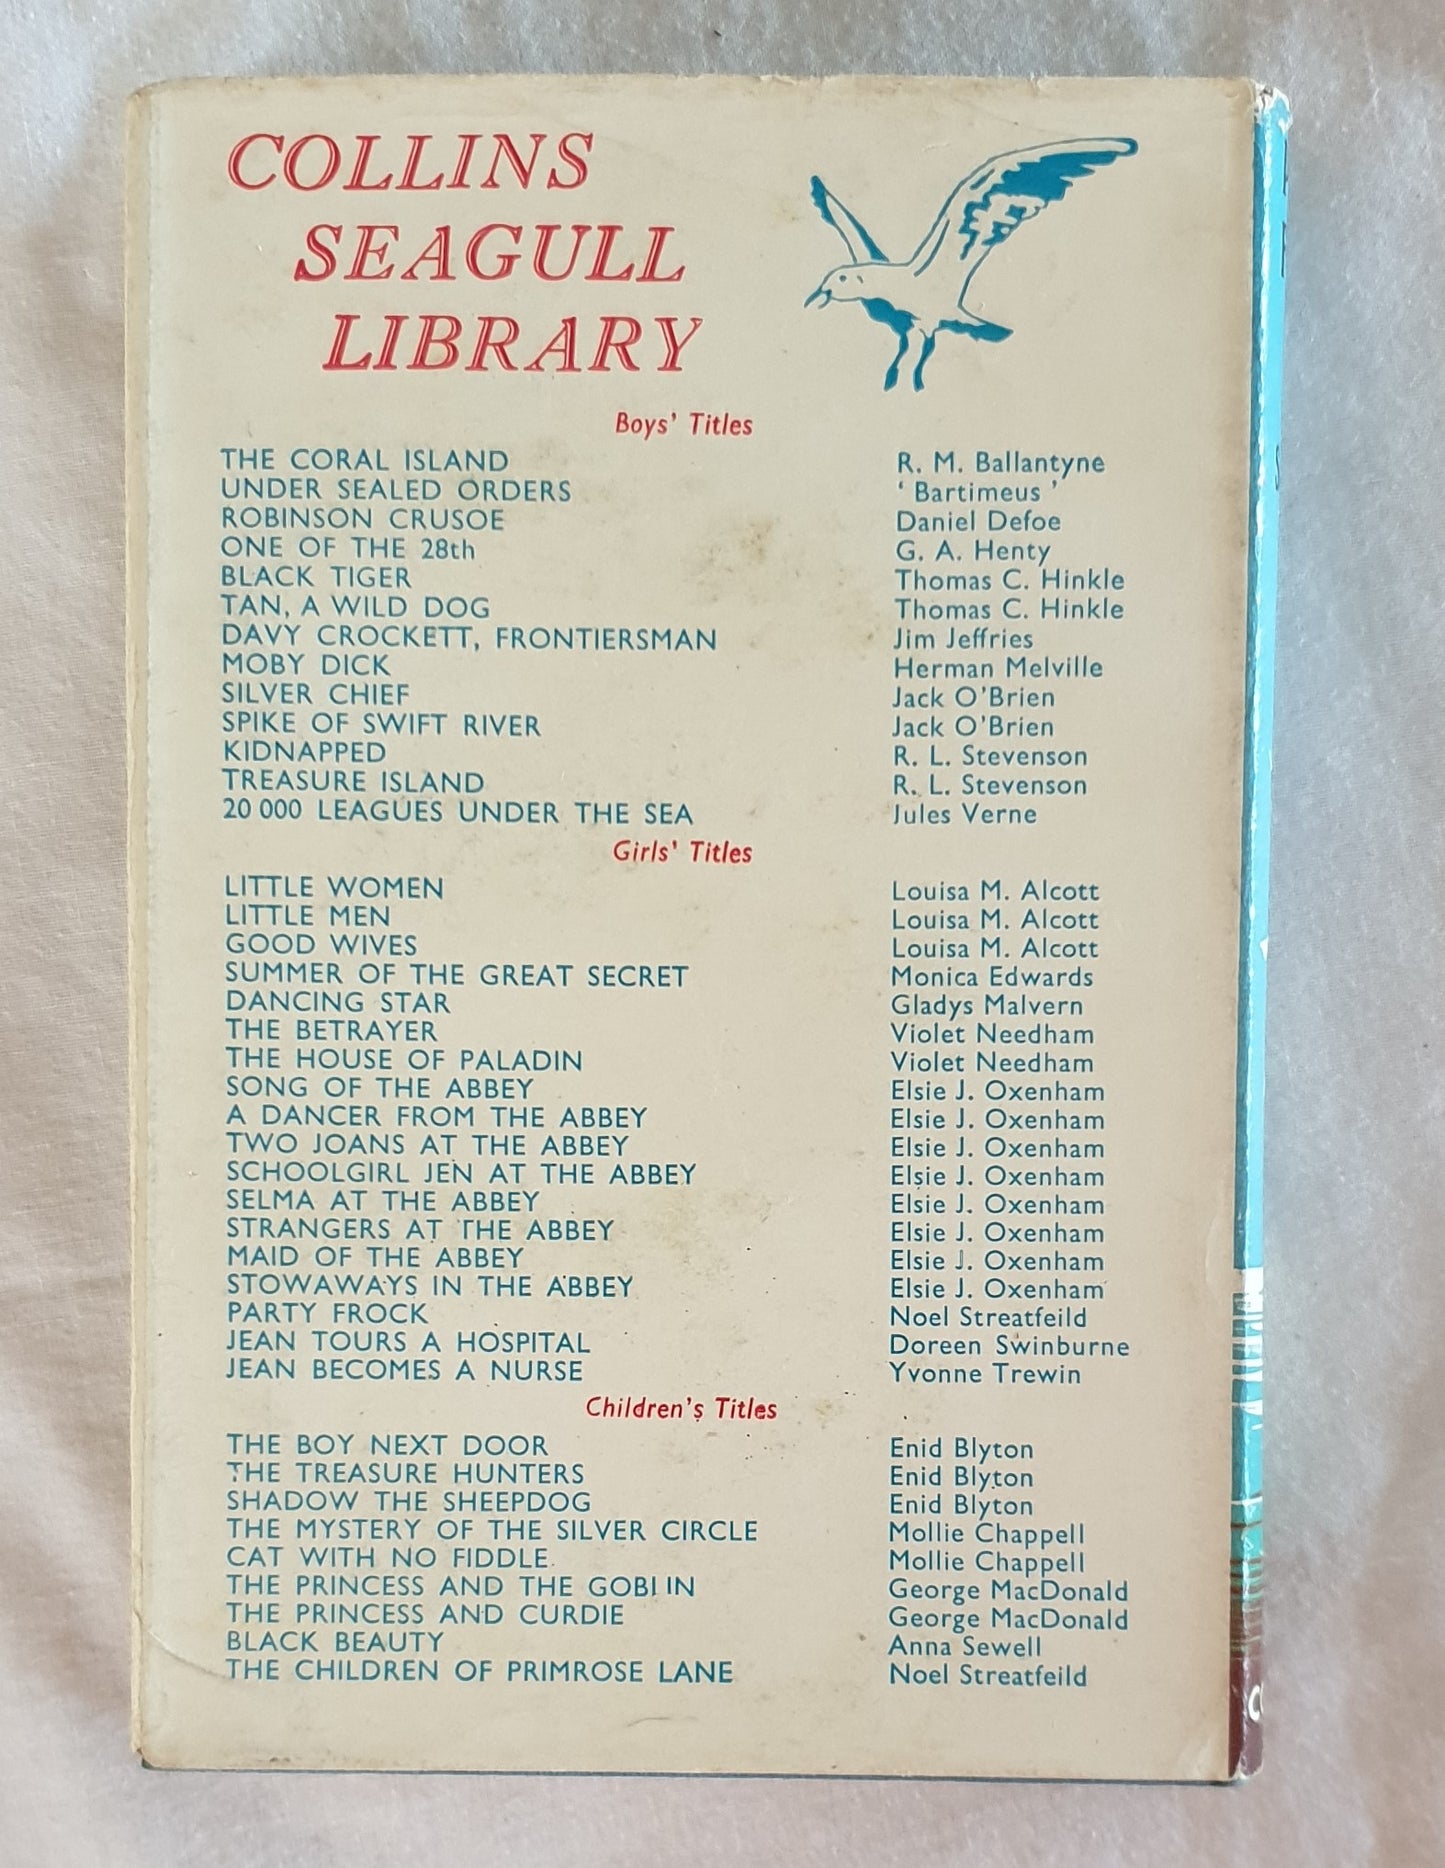 COLLINS
SEAGULL
LIBRARY
Boys' Titles
THE CORAL ISLAND R. M. Ballantyne
UNDER SEALED ORDERS ' Bartimeus '
ROBINSON CRUSOE Daniel Defoe
ONE OF THE 28th G. A. Henty
BLACK TIGER Thomas C. Hinkle
TAN, A WILD DOG Thomas C. Hinkle
DAVY CROCKETT, FRONTIERSMAN Jim Jeffries
MOBY DICK Herman Melville
SILVER CHIEF Jack O'Brien
SPIKE OF SWIFT RIVER Jack O'Brien
KIDNAPPED R. L. Stevenson
TREASURE ISLAND R. L. Stevenson
20 000 LEAGUES UNDER THE SEA Jules Verne
Girls' Titles
LITTLE WOMEN Louisa M. Alcott
LITTLE MEN Louisa M. Alcott
GOOD WIVES Louisa M. Alcott
SUMMER OF THE GREAT SECRET Monica Edwards
DANCING STAR Gladys Malvern
THE BETRAYER Violet Needham
THE HOUSE OF PALADIN Violet Needham
SONG OF THE ABBEY Elsie J. Oxenham
A DANCER FROM THE ABBEY Elsie J. Oxenham
TWO JOANS AT THE ABBEY Elsie J. Oxenham
SCHOOLGIRL JEN AT THE ABBEY Elsie J. Oxenham
SELMA AT THE ABBEY Elsie J. Oxenham
STRANGERS AT THE ABBEY Elsie J. Oxenham
MAID OF THE ABBEY Elsie J. Oxenham
STOWAWAYS IN THE ABBEY Elsie J. Oxenham
PARTY FROCK Noel Streatfeild
JEAN TOURS A HOSPITAL Doreen Swinburne
JEAN BECOMES A NURSE Yvonne Trewin
Children's Titles
THE BOY NEXT DOOR Enid Blyton
THE TREASURE HUNTERS Enid Blyton
SHADOW THE SHEEPDOG Enid Blyton
THE MYSTERY OF THE SILVER CIRCLE Mollie Chappell
CAT WITH NO FIDDLE Mollie Chappell
THE PRINCESS AND THE GOBLIN George MacDonald
THE PRINCESS AND CURDIE George MacDonald
BLACK BEAUTY Anna Sewell
THE CHILDREN OF PRIMROSE LANE Noel Streatfeild